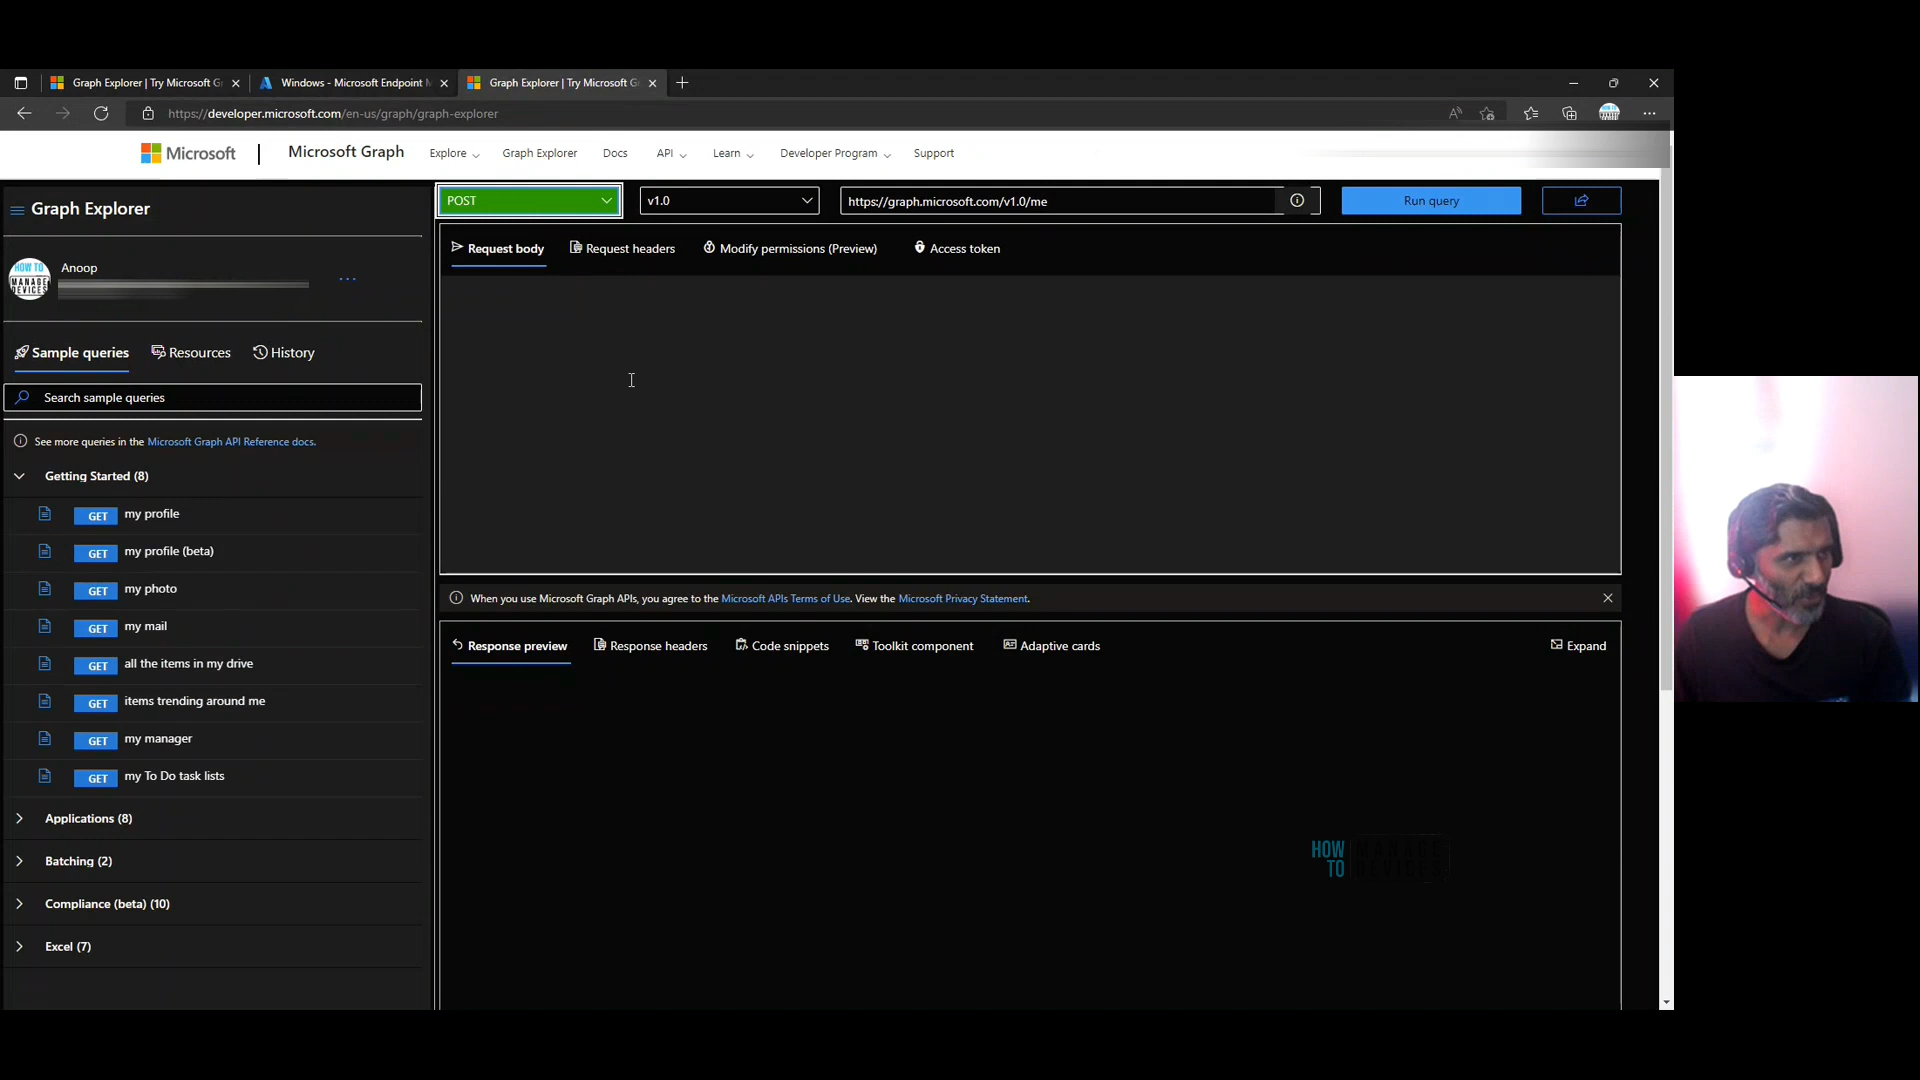 Graph Explorer | Try Microsoft G
Windows - Microsoft Endpoint M
Graph Explorer | Try Microsoft G
https://developer.microsoft.com/en-us/graph/graph-explorer
Microsoft
Microsoft Graph
Explore
Graph Explorer
Docs
API
Learn
Developer Program
Support
Graph Explorer
POST
v1.0
https://graph.microsoft.com/v1.0/me
Run query
HOW TO
MANAGE
DEVICES
Anoop
...
Request body
Request headers
Modify permissions (Preview)
Access token
Sample queries
Resources
History
Search sample queries
See more queries in the Microsoft Graph API Reference docs.
Getting Started (8)
GET my profile
GET my profile (beta)
GET my photo
GET my mail
GET all the items in my drive
GET items trending around me
GET my manager
GET my To Do task lists
Applications (8)
Batching (2)
Compliance (beta) (10)
Excel (7)
When you use Microsoft Graph APIs, you agree to the Microsoft APIs Terms of Use. View the Microsoft Privacy Statement.
Response preview
Response headers
Code snippets
Toolkit component
Adaptive cards
Expand
HOW MANAGE
TO DEVICES